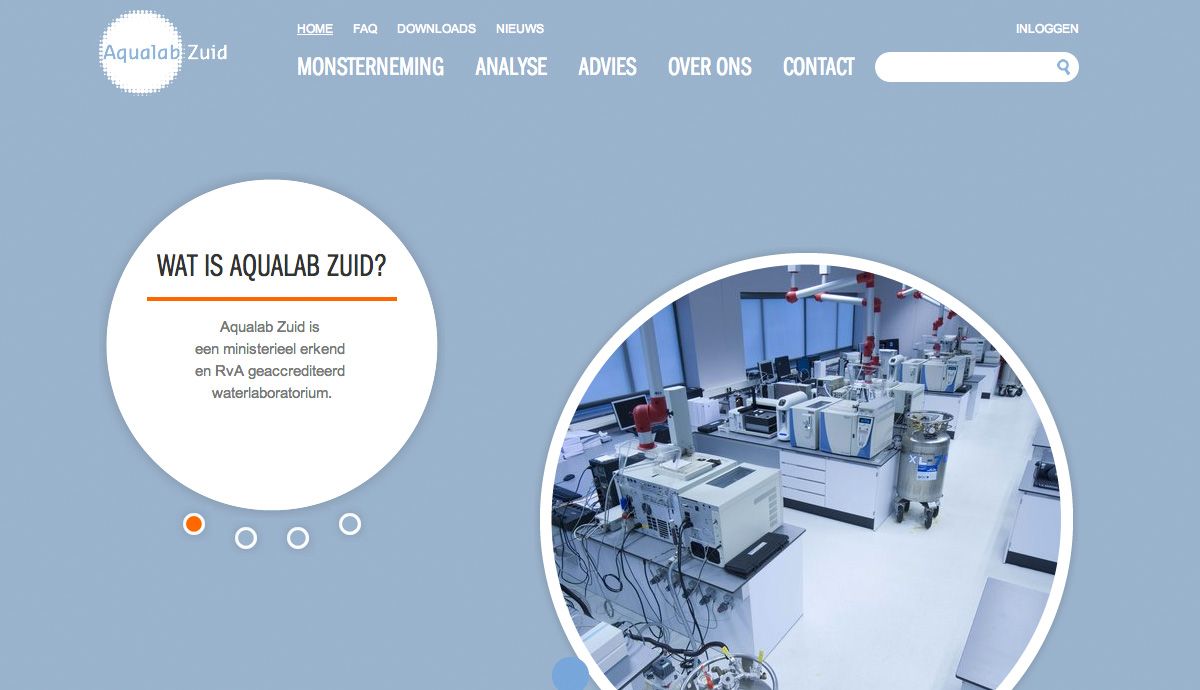 Aqualab Zuid
HOME FAQ DOWNLOADS NIEUWS
INLOGGEN
MONSTERNEMING ANALYSE ADVIES OVER ONS CONTACT
WAT IS AQUALAB ZUID?
Aqualab Zuid is
een ministerieel erkend
en RvA geaccrediteerd
waterlaboratorium.